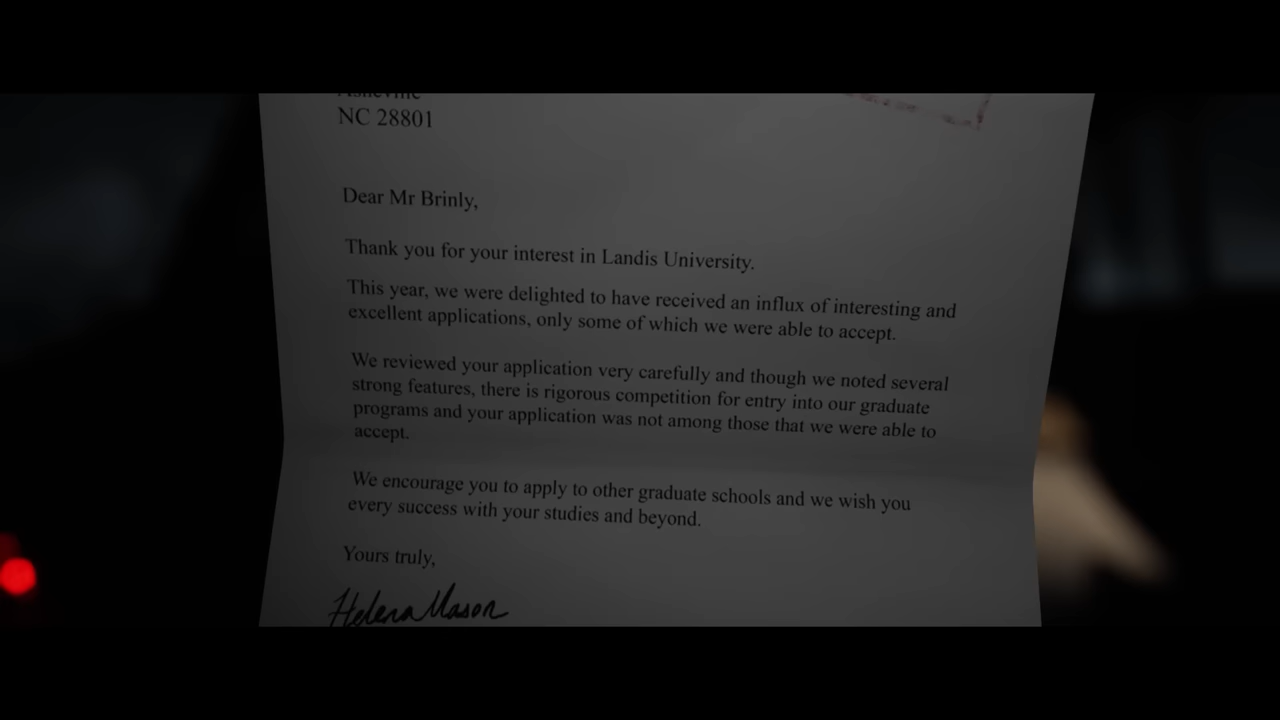 Asheville
NC 28801
Dear Mr Brinly,
Thank you for your interest in Landis University.
This year, we were delighted to have received an influx of interesting and
excellent applications, only some of which we were able to accept.
We reviewed your application very carefully and though we noted several
strong features, there is rigorous competition for entry into our graduate
programs and your application was not among those that we were able to
accept.
We encourage you to apply to other graduate schools and we wish you
every success with your studies and beyond.
Yours truly,
Helena Mason